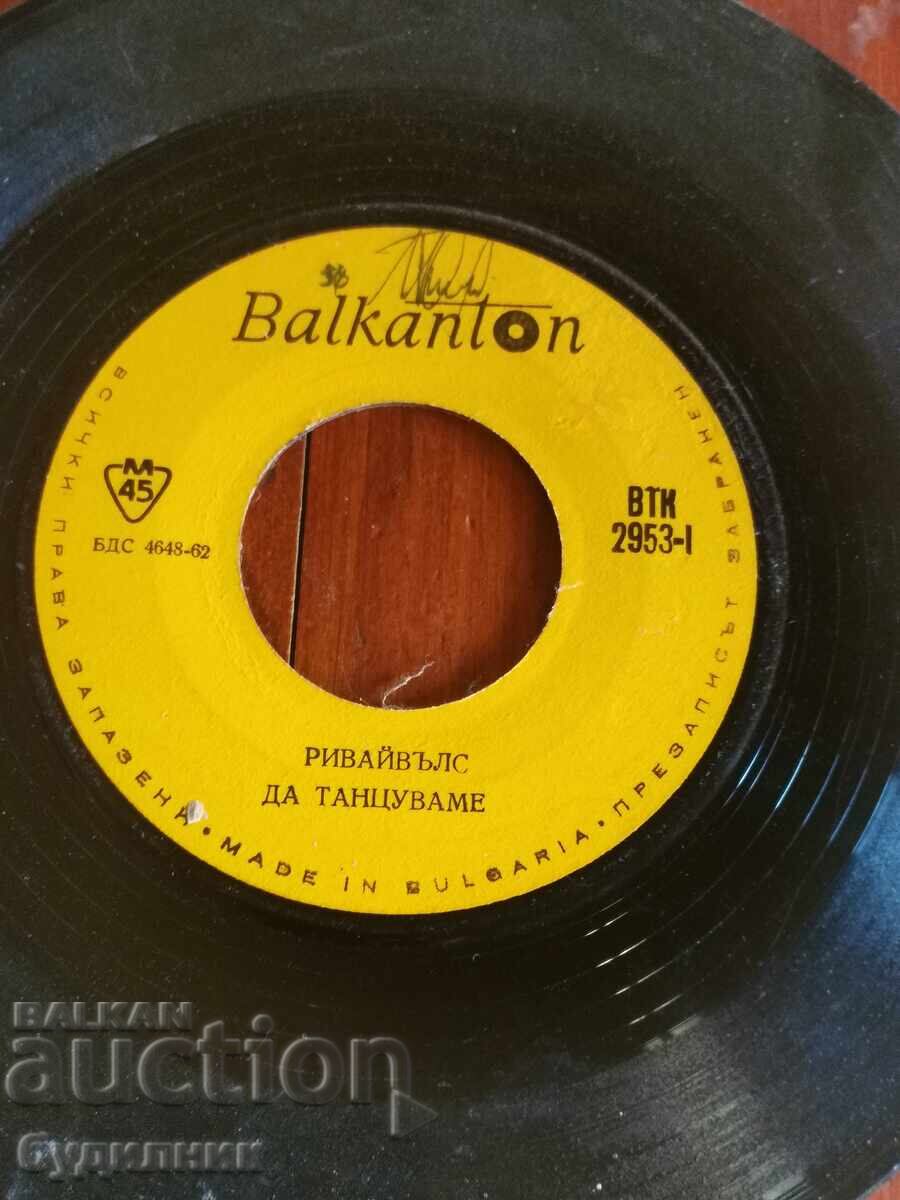 Balkanton
M
45
БДС 4648-62
ВТК
2953-I
РИВАЙВЪЛС
ДА ТАНЦУВАМЕ
ВСИЧКИ ПРАВА ЗАПАЗЕНИ • MADE IN BULGARIA • ПРЕЗАПИСЪТ ЗАБРАНЕН
BALKAN
auction
будилник